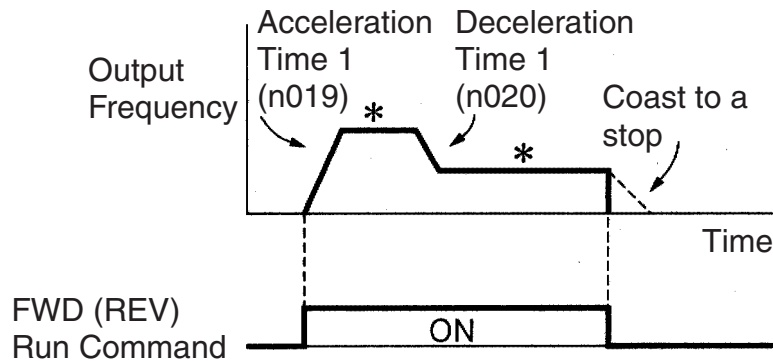 Acceleration
Time 1
(n019)
Deceleration
Time 1
(n020)
Output
Frequency
*
*
Coast to a
stop
Time
FWD (REV)
Run Command
ON